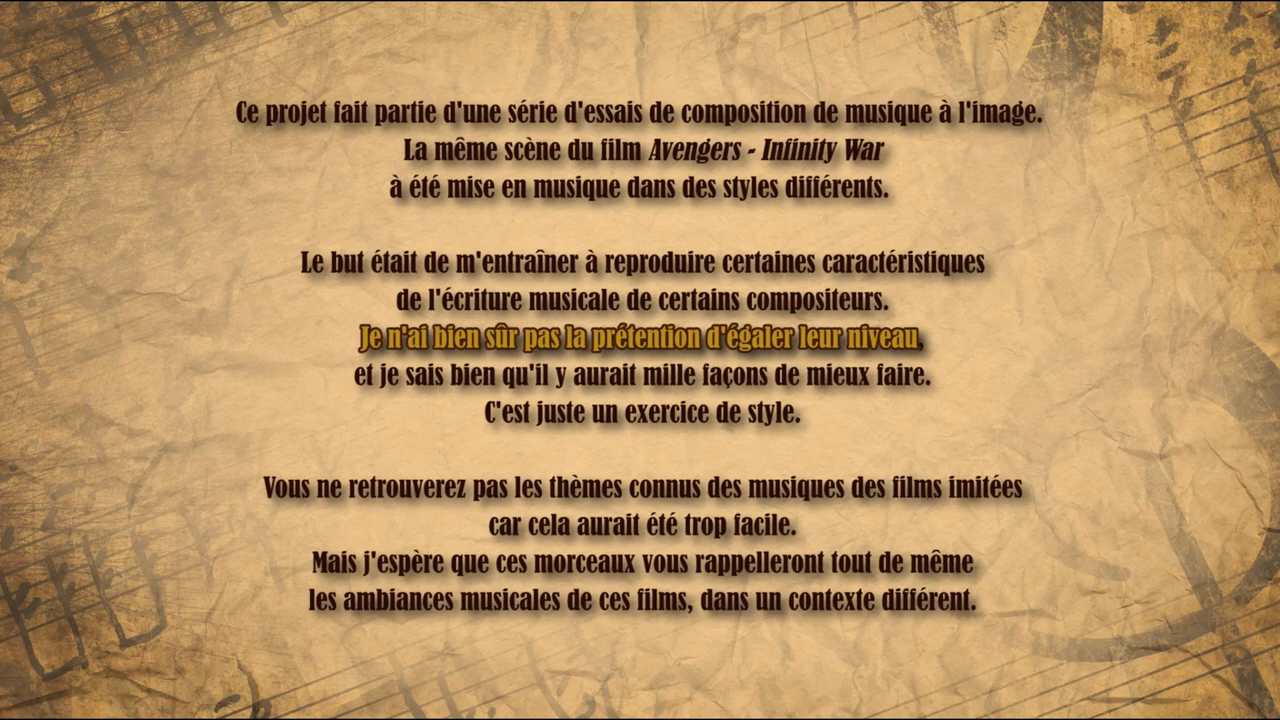 Ce projet fait partie d'une série d'essais de composition de musique à l'image.
La même scène du film Avengers - Infinity War
à été mise en musique dans des styles différents.
Le but était de m'entraîner à reproduire certaines caractéristiques
de l'écriture musicale de certains compositeurs.
Je n'ai bien sûr pas la prétention d'égaler leur niveau,
et je sais bien qu'il y aurait mille façons de mieux faire.
C'est juste un exercice de style.
Vous ne retrouverez pas les thèmes connus des musiques des films imitées
car cela aurait été trop facile.
Mais j'espère que ces morceaux vous rappelleront tout de même
les ambiances musicales de ces films, dans un contexte différent.